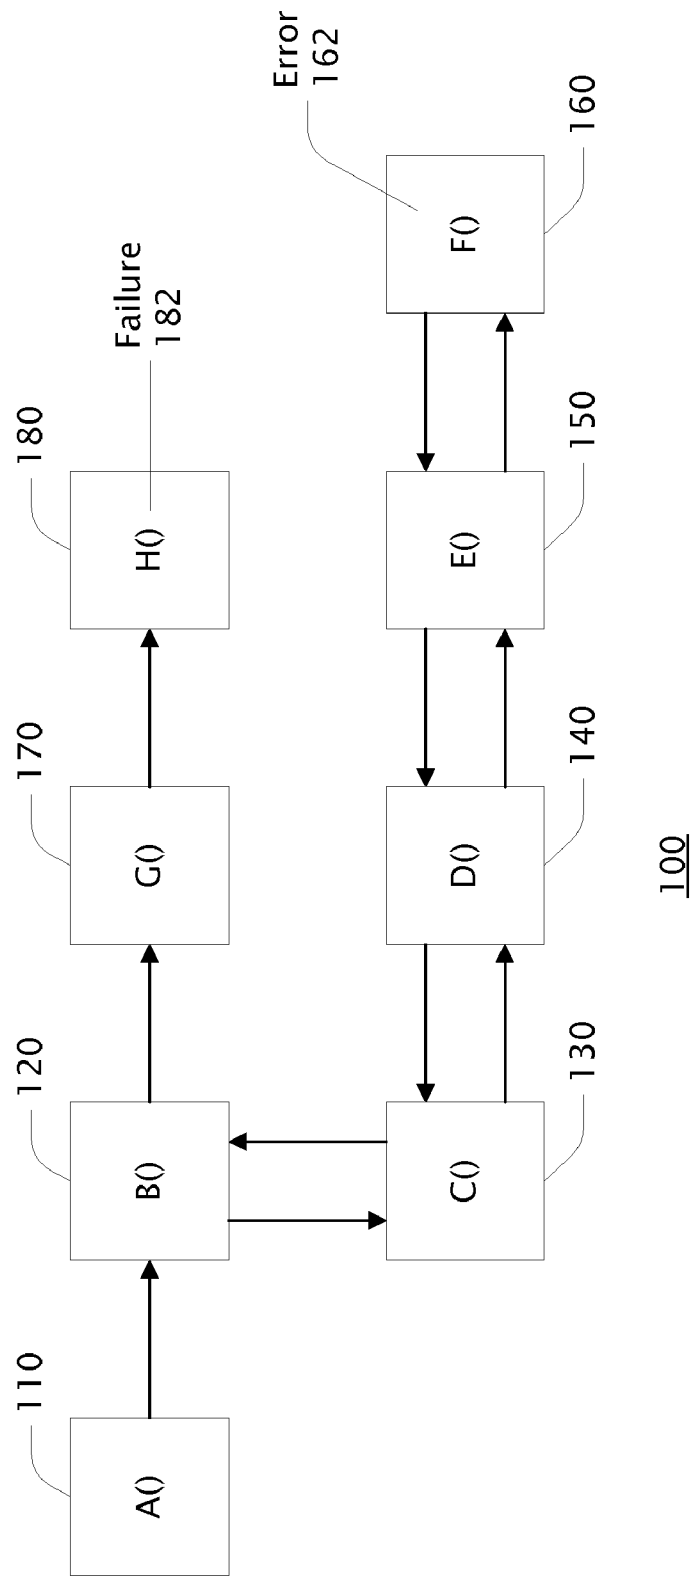 110
120
170
180
A()
B()
G()
H()
Failure
182
C()
D()
E()
F()
Error
162
130
140
150
160
100